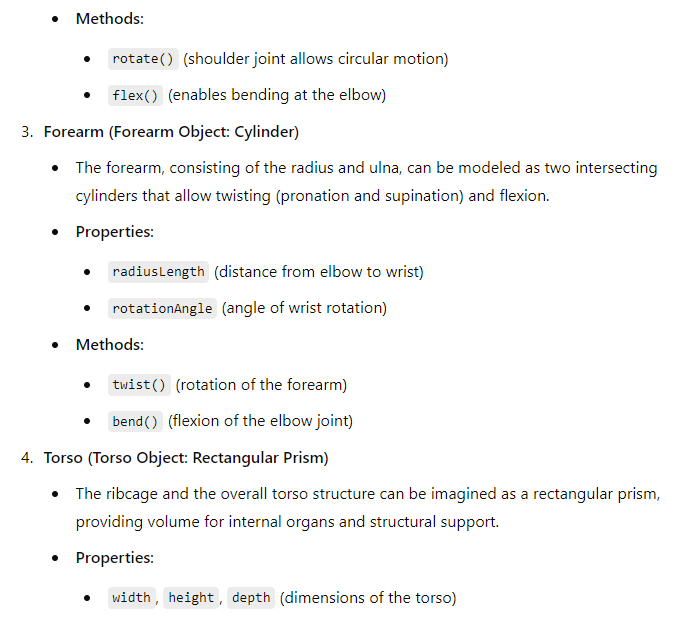 Methods:
rotate() (shoulder joint allows circular motion)
flex() (enables bending at the elbow)
3. Forearm (Forearm Object: Cylinder)
The forearm, consisting of the radius and ulna, can be modeled as two intersecting
cylinders that allow twisting (pronation and supination) and flexion.
Properties:
radiusLength (distance from elbow to wrist)
rotationAngle (angle of wrist rotation)
Methods:
twist() (rotation of the forearm)
bend() (flexion of the elbow joint)
4. Torso (Torso Object: Rectangular Prism)
The ribcage and the overall torso structure can be imagined as a rectangular prism,
providing volume for internal organs and structural support.
Properties:
width, height, depth (dimensions of the torso)